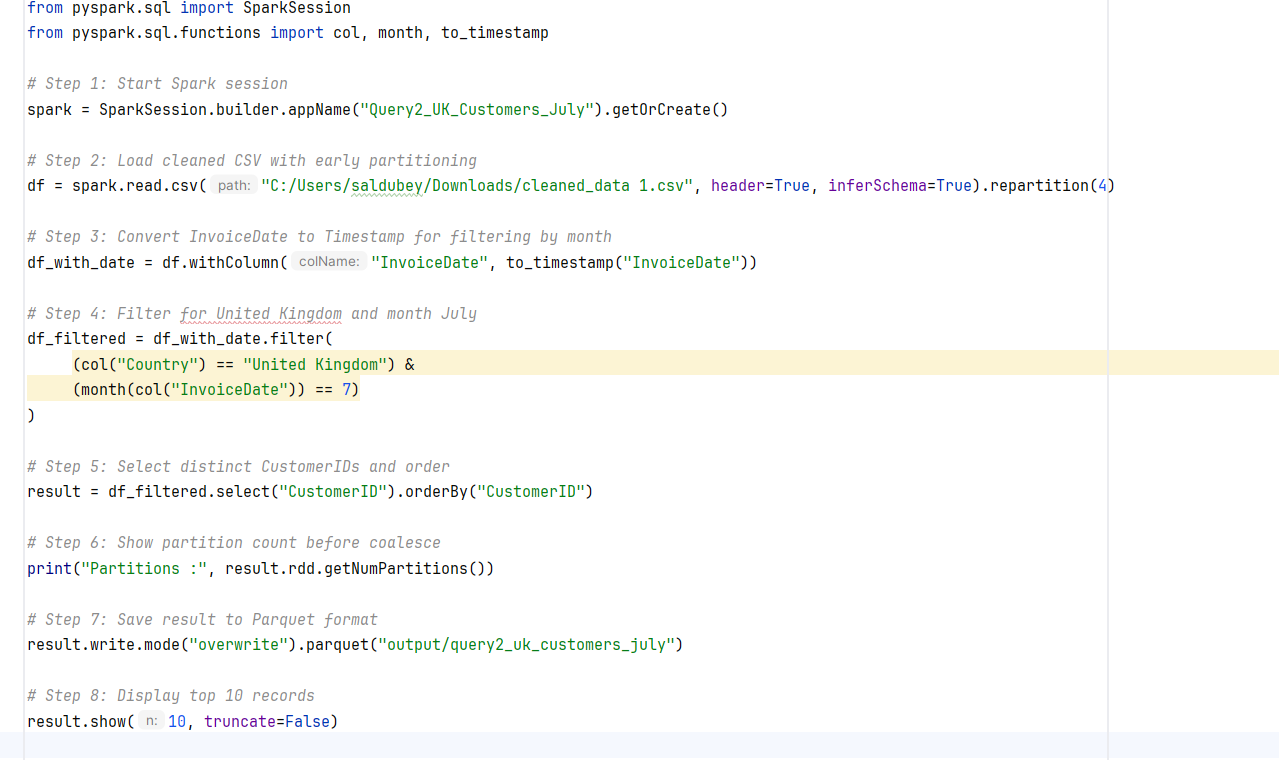 from pyspark.sql import SparkSession
from pyspark.sql.functions import col, month, to_timestamp
# Step 1: Start Spark session
spark = SparkSession.builder.appName("Query2_UK_Customers_July").getOrCreate()
# Step 2: Load cleaned CSV with early partitioning
df = spark.read.csv( path: "C:/Users/saldubey/Downloads/cleaned_data 1.csv", header=True, inferSchema=True).repartition(4)
# Step 3: Convert InvoiceDate to Timestamp for filtering by month
df_with_date = df.withColumn( colName: "InvoiceDate", to_timestamp("InvoiceDate"))
# Step 4: Filter for United Kingdom and month July
df_filtered = df_with_date.filter(
(col("Country") == "United Kingdom") &
(month(col("InvoiceDate")) == 7)
)
# Step 5: Select distinct CustomerIDs and order
result = df_filtered.select("CustomerID").orderBy("CustomerID")
# Step 6: Show partition count before coalesce
print("Partitions :", result.rdd.getNumPartitions())
# Step 7: Save result to Parquet format
result.write.mode("overwrite").parquet("output/query2_uk_customers_july")
# Step 8: Display top 10 records
result.show( n: 10, truncate=False)